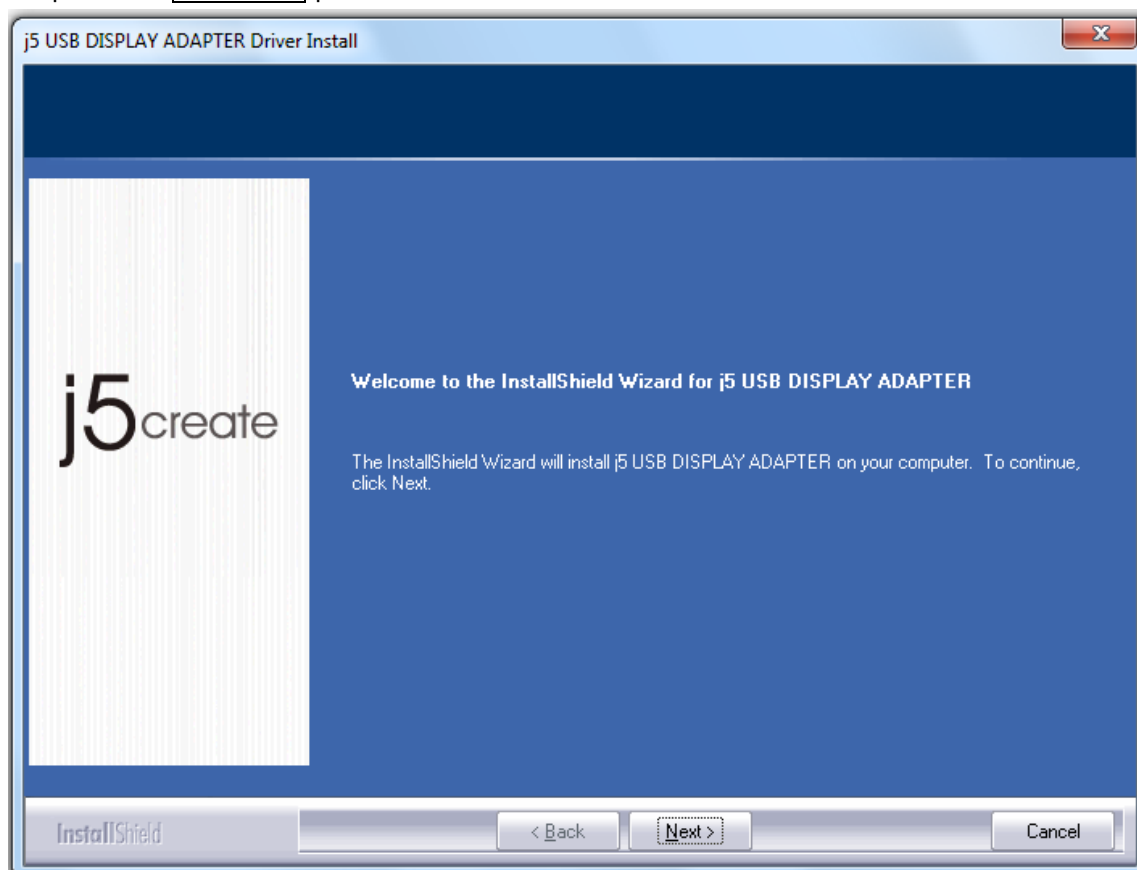 j5 USB DISPLAY ADAPTER Driver Install
j5create
Welcome to the InstallShield Wizard for j5 USB DISPLAY ADAPTER
The InstallShield Wizard will install j5 USB DISPLAY ADAPTER on your computer. To continue,
click Next.
InstallShield
< Back
Next >
Cancel